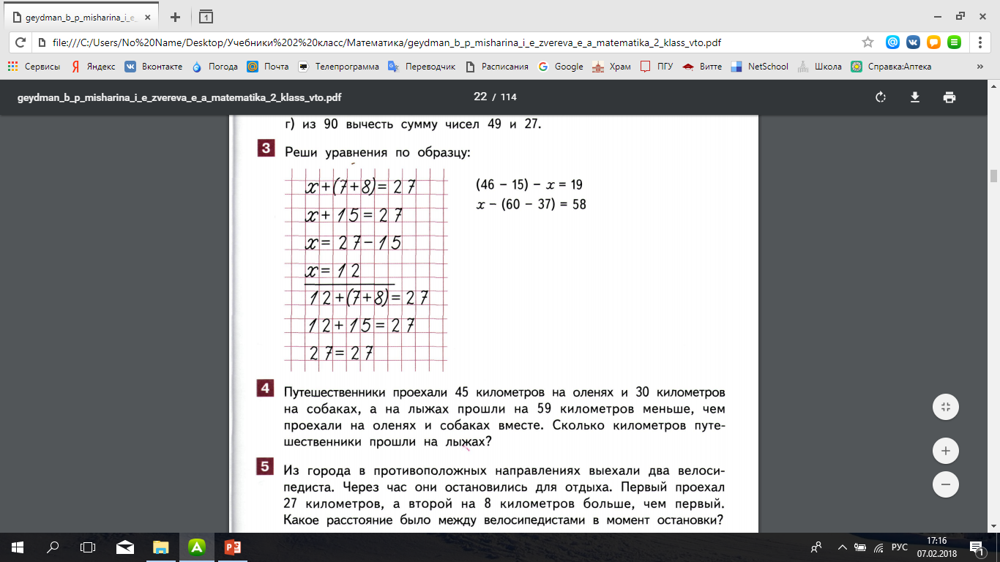 geydman_b_p_misharina_i_e_
1
file:///C:/Users/No%20Name/Desktop/Учебники%202%20класс/Математика/geydman_b_p_misharina_i_e_zvereva_e_a_matematika_2_klass_vto.pdf
Сервисы Яндекс Вконтакте Погода Почта Телепрограмма Переводчик Расписания Google Храм ПГУ Витте NetSchool Школа Справка:Аптека »
geydman_b_p_misharina_i_e_zvereva_e_a_matematika_2_klass_vto.pdf 22 / 114
г) из 90 вычесть сумму чисел 49 и 27.
3 Реши уравнения по образцу:
x+(7+8)=27
x+15=27
x=27-15
x=12
12+(7+8)=27
12+15=27
27=27
(46 – 15) – x = 19
x – (60 – 37) = 58
4 Путешественники проехали 45 километров на оленях и 30 километров
на собаках, а на лыжах прошли на 59 километров меньше, чем
проехали на оленях и собаках вместе. Сколько километров путе-
шественники прошли на лыжах?
5 Из города в противоположных направлениях выехали два велоси-
педиста. Через час они остановились для отдыха. Первый проехал
27 километров, а второй на 8 километров больше, чем первый.
Какое расстояние было между велосипедистами в момент остановки?
РУС
17:16
07.02.2018
1